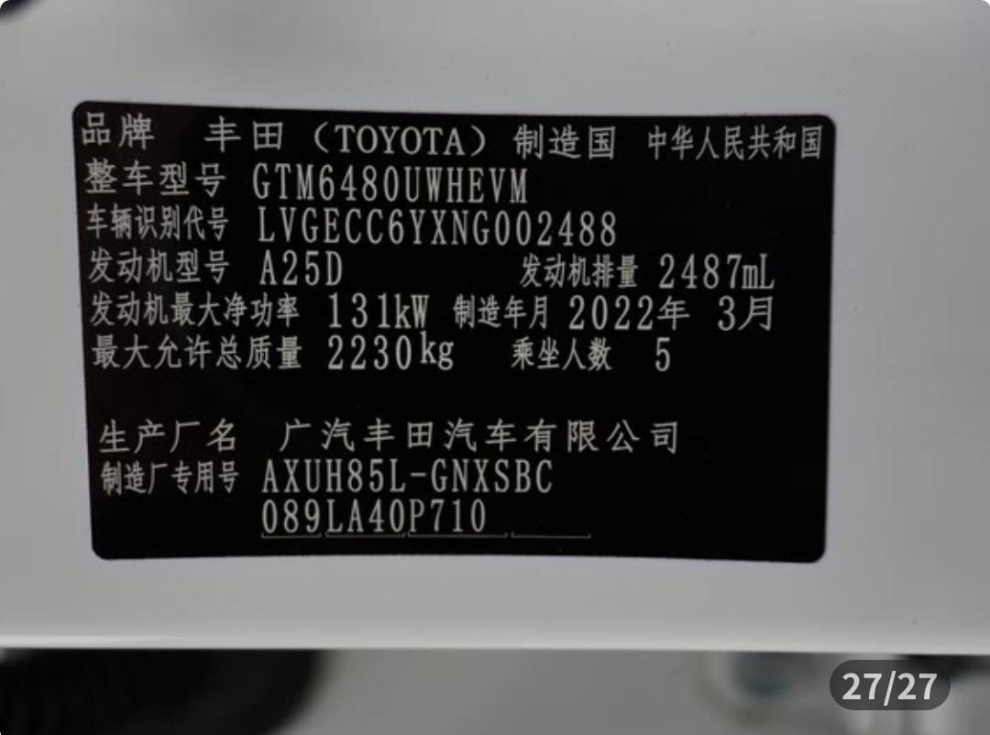 品牌 丰田（TOYOTA）制造国 中华人民共和国
整车型号 GTM6480UWHEVM
车辆识别代号 LVGECC6YXNG002488
发动机型号 A25D 发动机排量 2487mL
发动机最大净功率 131kW 制造年月 2022年 3月
最大允许总质量 2230kg 乘坐人数 5
生产厂名 广汽丰田汽车有限公司
制造厂专用号 AXUH85L-GNXSBC
089LA40P710
27/27